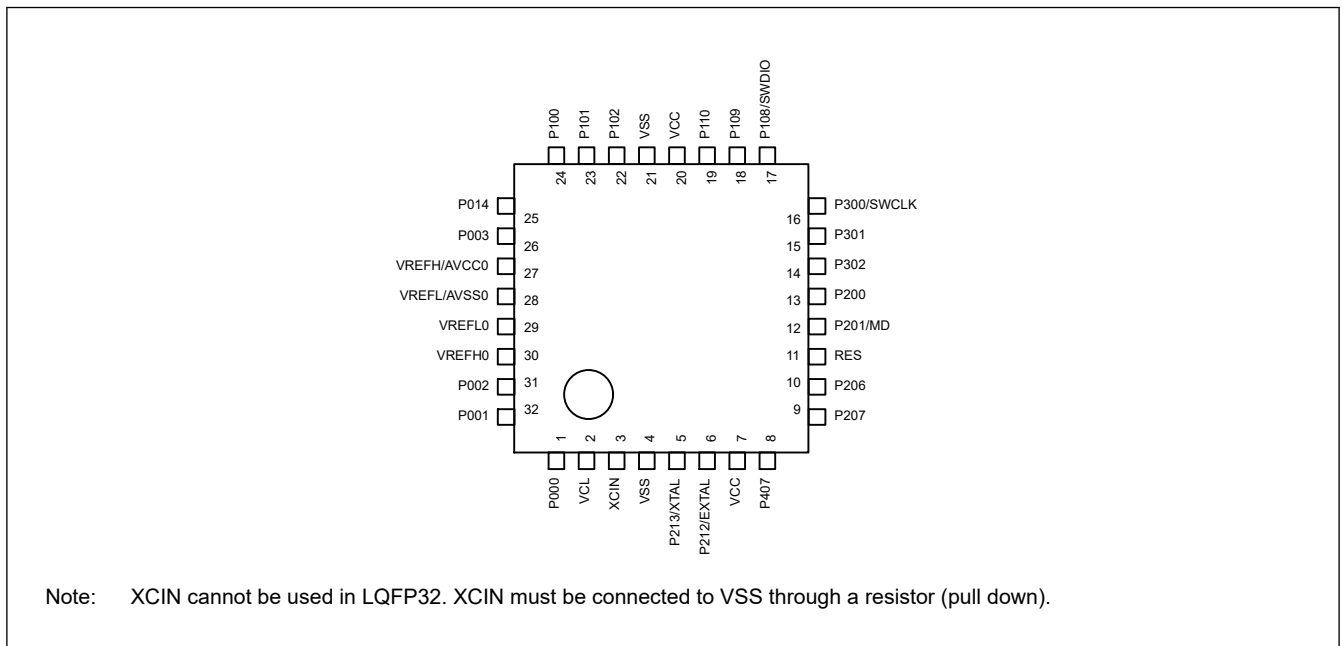 P100
P101
P102
VSS
VCC
P110
P109
P108/SWDIO
24
23
22
21
20
19
18
17
P014
25
P003
26
VREFH/AVCC0
27
VREFL/AVSS0
28
VREFL0
29
VREFH0
30
P002
31
P001
32
16
P300/SWCLK
15
P301
14
P302
13
P200
12
P201/MD
11
RES
10
P206
9
P207
1
2
3
4
5
6
7
8
P000
VCL
XCIN
VSS
P213/XTAL
P212/EXTAL
VCC
P407
Note: XCIN cannot be used in LQFP32. XCIN must be connected to VSS through a resistor (pull down).